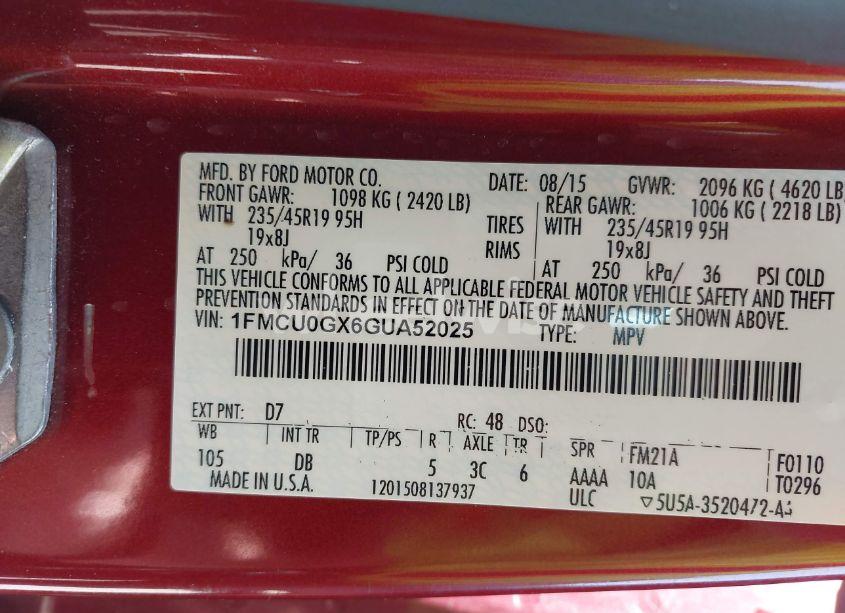 MFD. BY FORD MOTOR CO. DATE: 08/15 GVWR: 2096 KG ( 4620 LB)
FRONT GAWR: 1098 KG ( 2420 LB) REAR GAWR: 1006 KG ( 2218 LB)
WITH 235/45R19 95H TIRES WITH 235/45R19 95H
19x8J RIMS 19x8J
AT 250 kPa/ 36 PSI COLD AT 250 kPa/ 36 PSI COLD
THIS VEHICLE CONFORMS TO ALL APPLICABLE FEDERAL MOTOR VEHICLE SAFETY AND THEFT
PREVENTION STANDARDS IN EFFECT ON THE DATE OF MANUFACTURE SHOWN ABOVE.
VIN: 1FMCU0GX6GUA52025 TYPE: MPV
EXT PNT: D7 RC: 48 DSO:
WB INT TR TP/PS R AXLE TR SPR FM21A F0110
105 DB 5 3C 6 AAAA 10A T0296
MADE IN U.S.A. 1201508137937 ULC ▽5U5A-3520472-AA